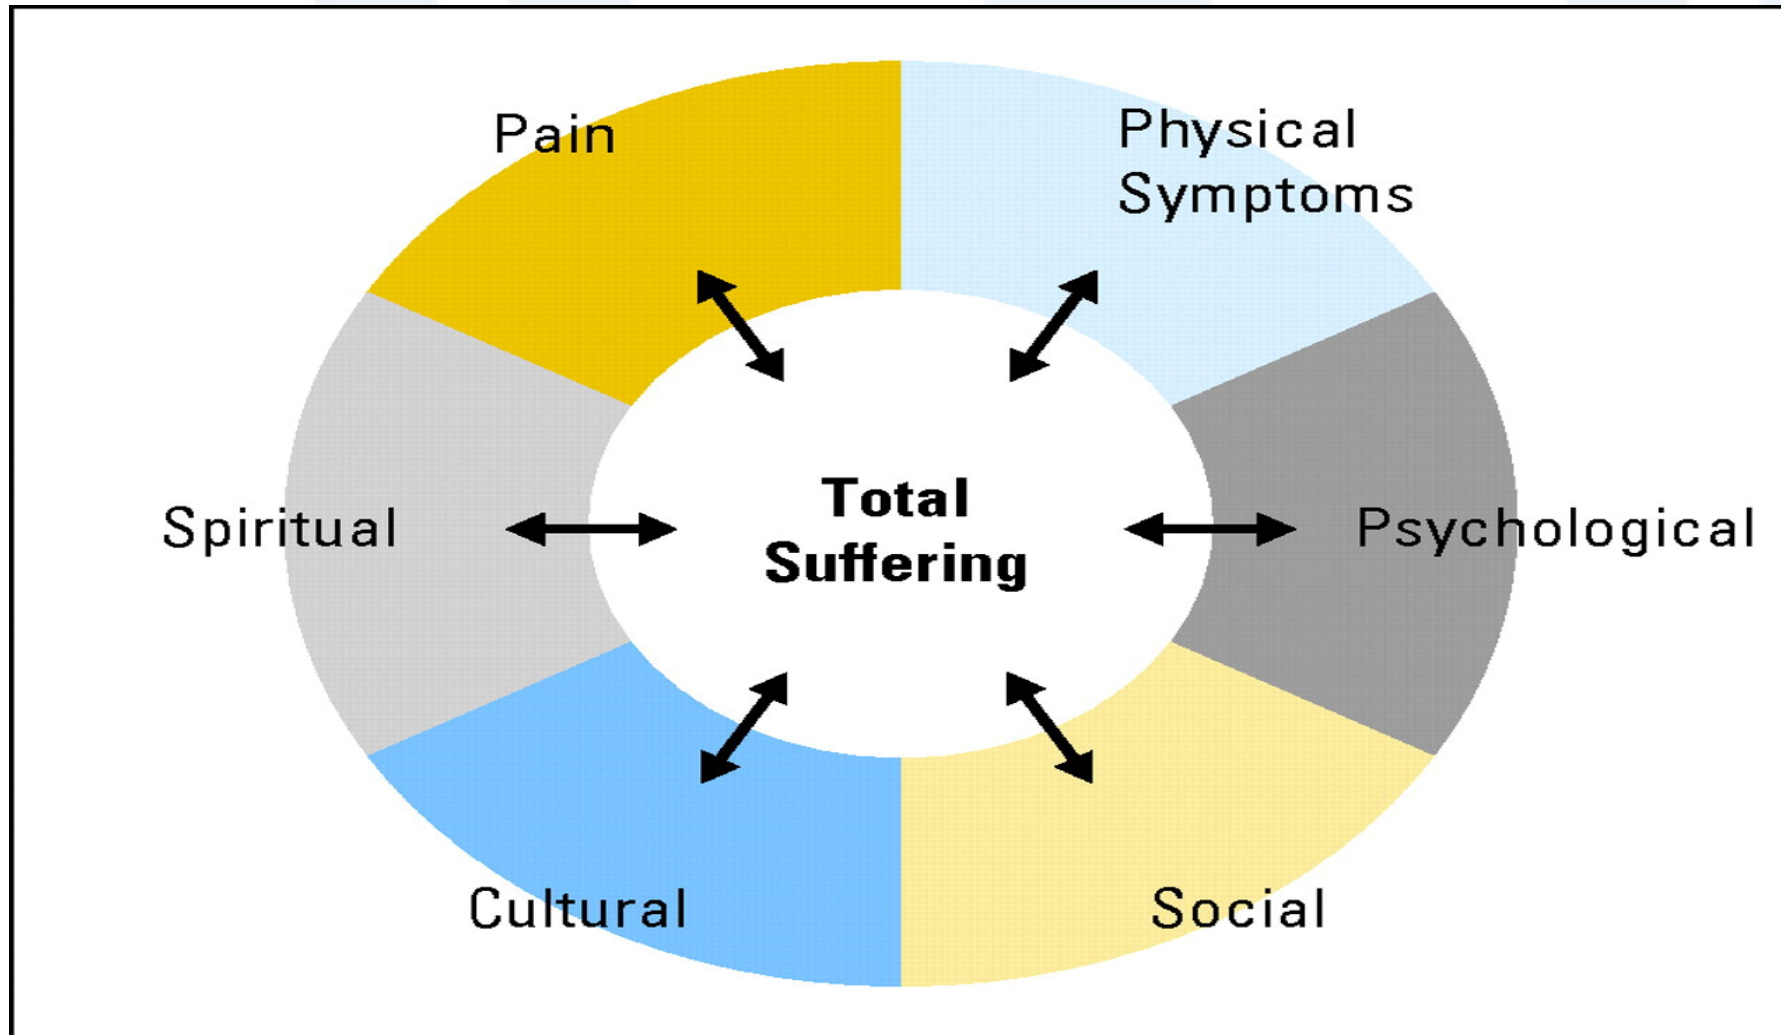 Pain
Physical
Symptoms
Spiritual
Total
Suffering
Psychological
Cultural
Social